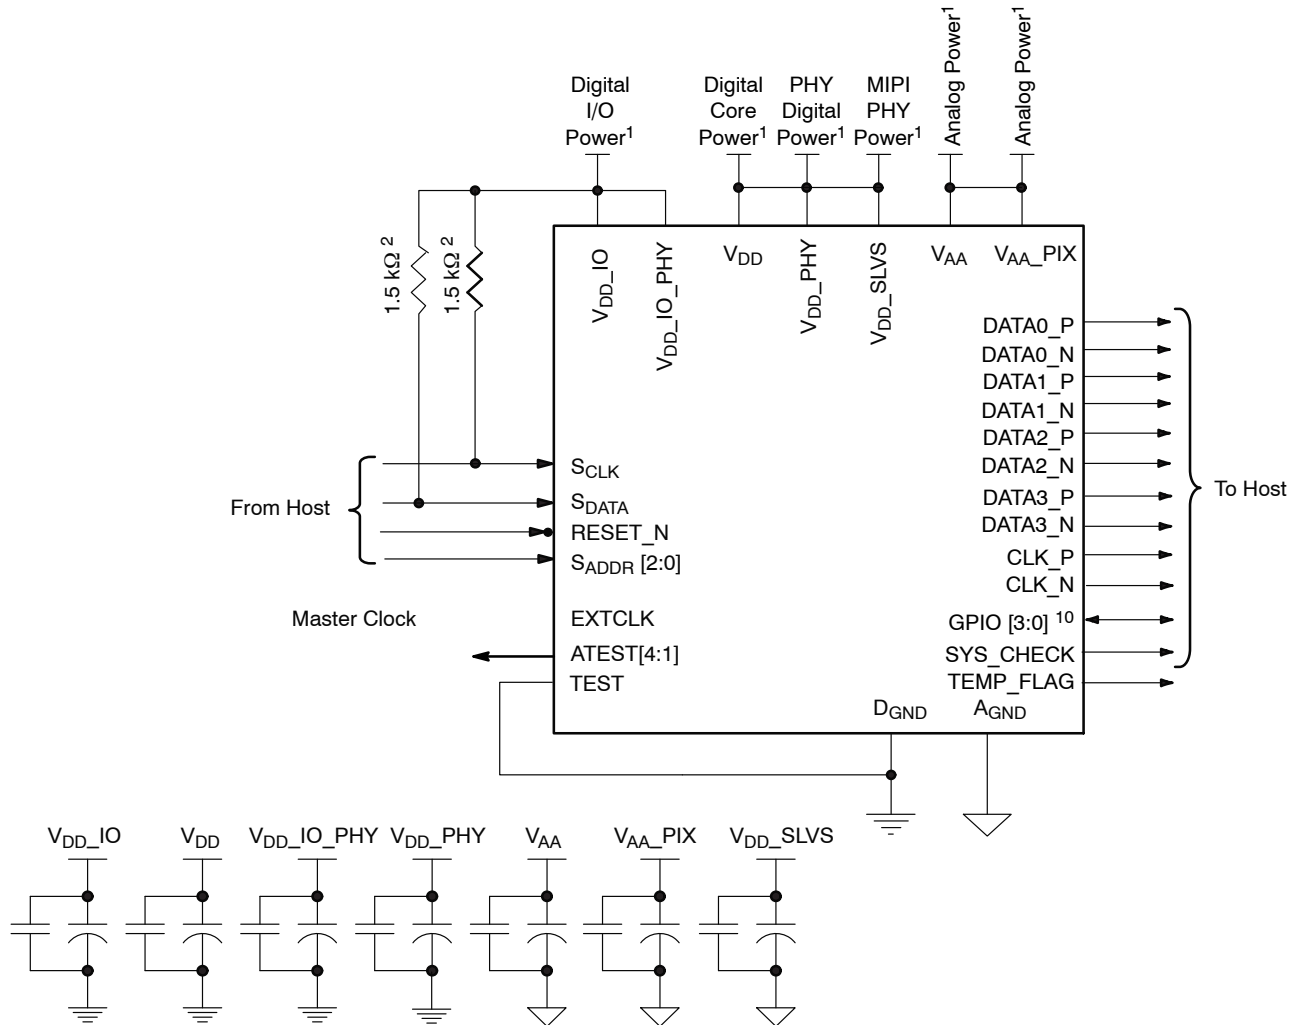 Digital
I/O
Power¹
Digital
Core
Power¹
PHY
Digital
Power¹
MIPI
PHY
Power¹
Analog Power¹
Analog Power¹
1.5 kΩ ²
1.5 kΩ ²
VDD_IO
VDD_IO_PHY
VDD
VDD_PHY
VDD_SLVS
VAA
VAA_PIX
From Host
SCLK
SDATA
RESET_N
SADDR [2:0]
Master Clock
EXTCLK
ATEST[4:1]
TEST
DATA0_P
DATA0_N
DATA1_P
DATA1_N
DATA2_P
DATA2_N
DATA3_P
DATA3_N
CLK_P
CLK_N
GPIO [3:0] ¹⁰
SYS_CHECK
TEMP_FLAG
To Host
DGND
AGND
VDD_IO
VDD
VDD_IO_PHY
VDD_PHY
VAA
VAA_PIX
VDD_SLVS